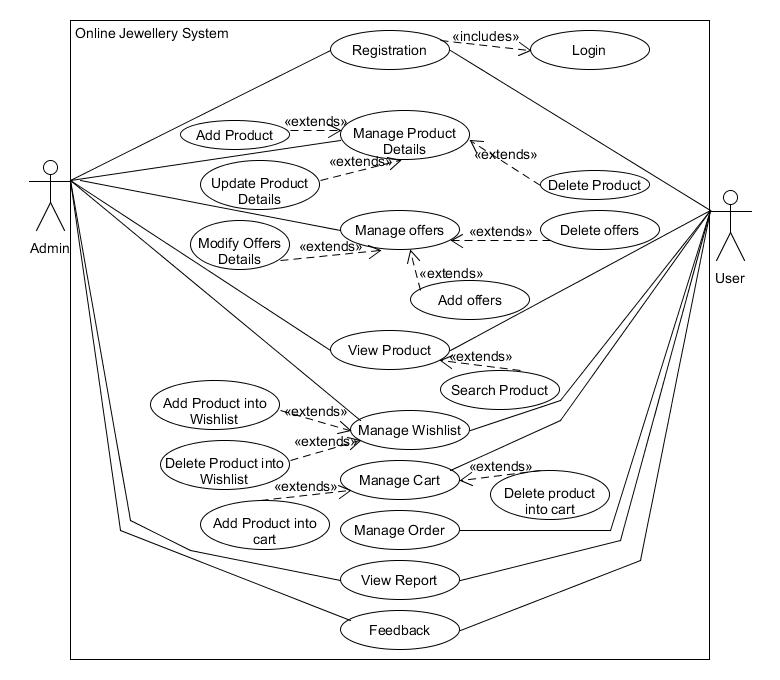 Online Jewellery System
Registration
«includes»
Login
«extends»
Add Product
Manage Product
Details
«extends»
«extends»
Update Product
Details
Delete Product
Admin
User
Manage offers
Modify Offers
Details
«extends»
«extends»
Delete offers
«extends»
Add offers
View Product
«extends»
Search Product
Add Product into
Wishlist
«extends»
Manage Wishlist
«extends»
Delete Product into
Wishlist
Manage Cart
«extends»
«extends»
Delete product
into cart
Add Product into
cart
Manage Order
View Report
Feedback